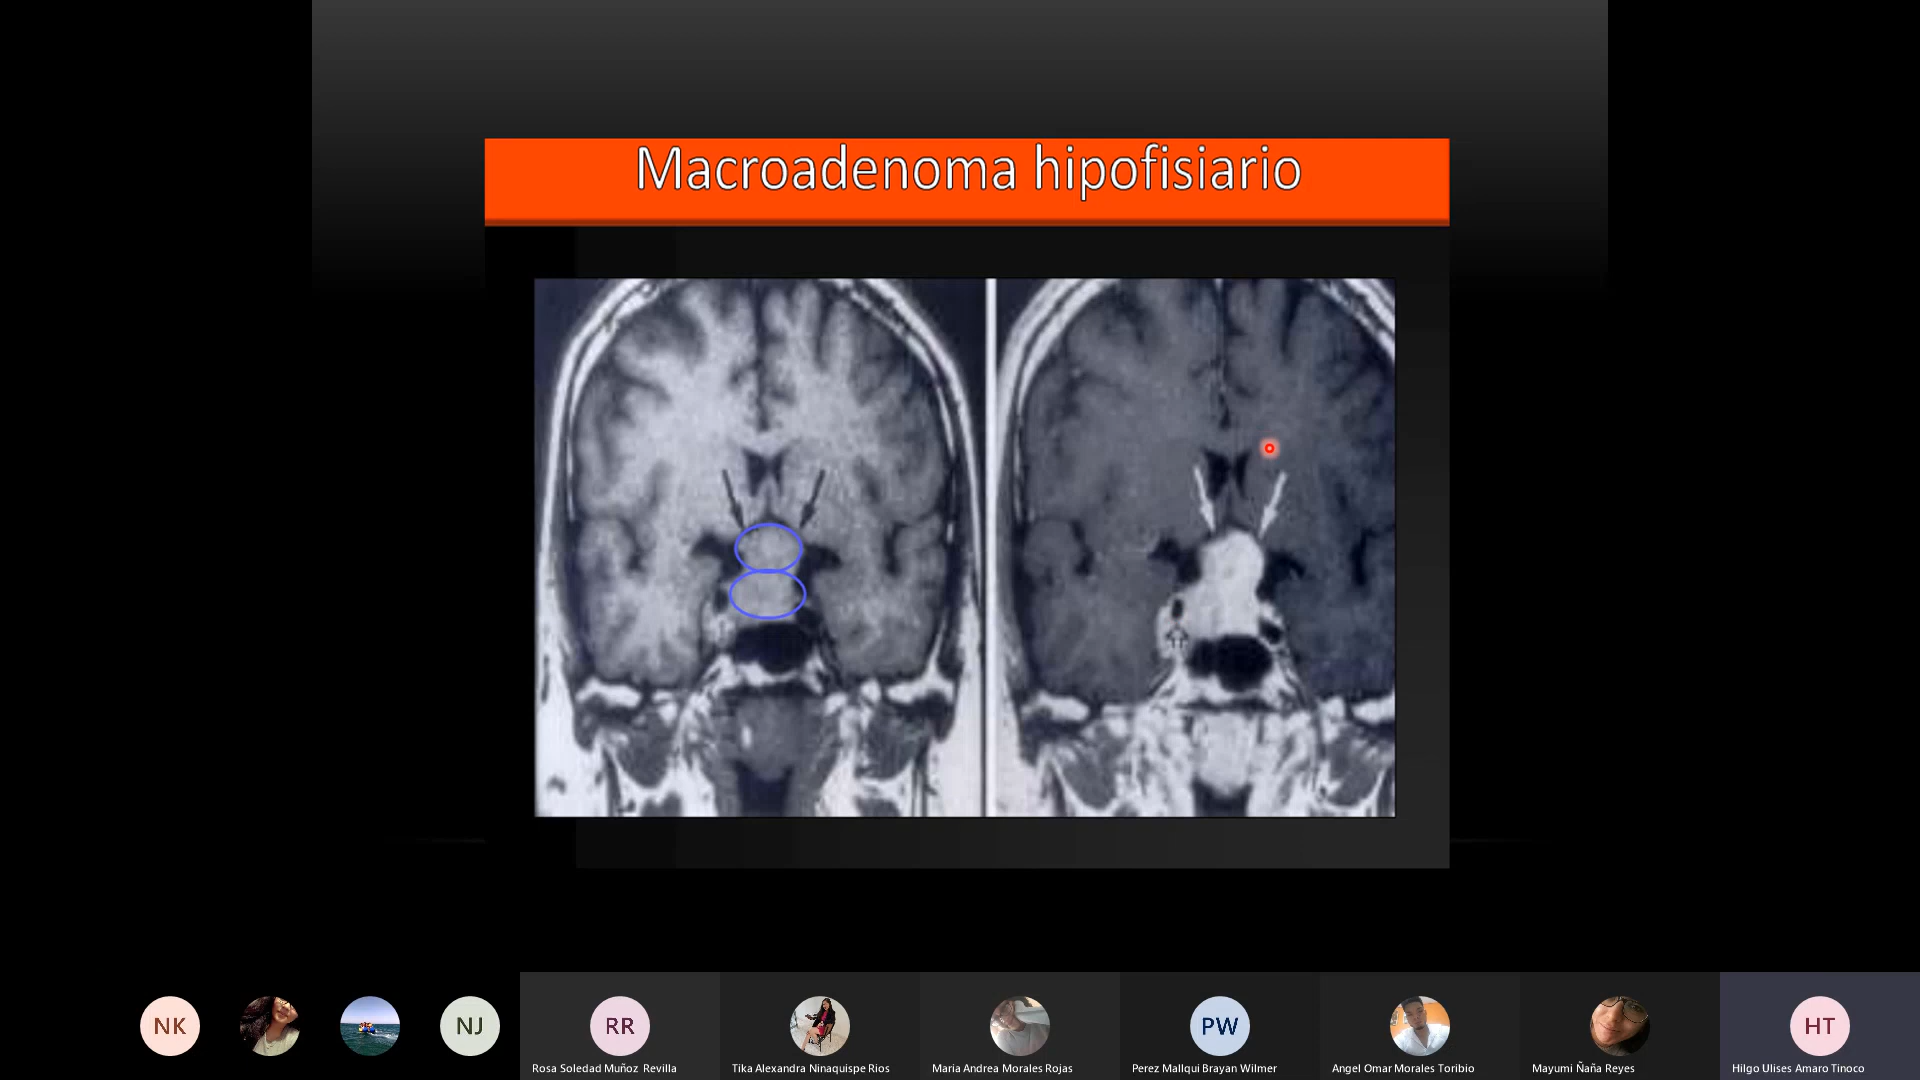 Macroadenoma hipofisiario
NK
NJ
RR
PW
HT
Rosa Soledad Muñoz Revilla
Tika Alexandra Ninaquispe Rios
Maria Andrea Morales Rojas
Perez Mallqui Brayan Wilmer
Angel Omar Morales Toribio
Mayumi Ñaña Reyes
Hilgo Ulises Amaro Tinoco